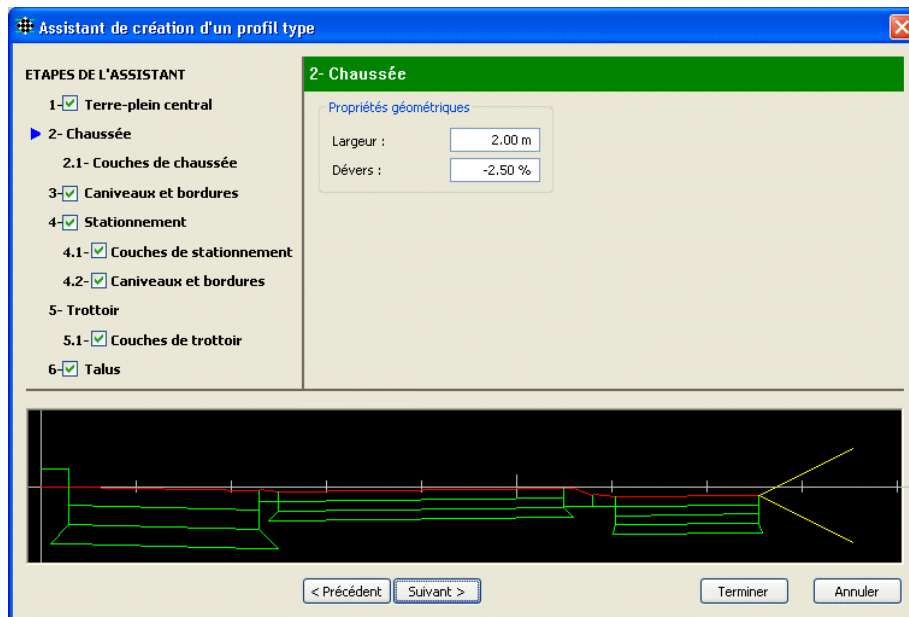 Assistant de création d'un profil type
ETAPES DE L'ASSISTANT
1- Terre-plein central
2- Chaussée
2.1- Couches de chaussée
3- Caniveaux et bordures
4- Stationnement
4.1- Couches de stationnement
4.2- Caniveaux et bordures
5- Trottoir
5.1- Couches de trottoir
6- Talus
2- Chaussée
Propriétés géométriques
Largeur : 2.00 m
Dévers : -2.50 %
< Précédent Suivant > Terminer Annuler